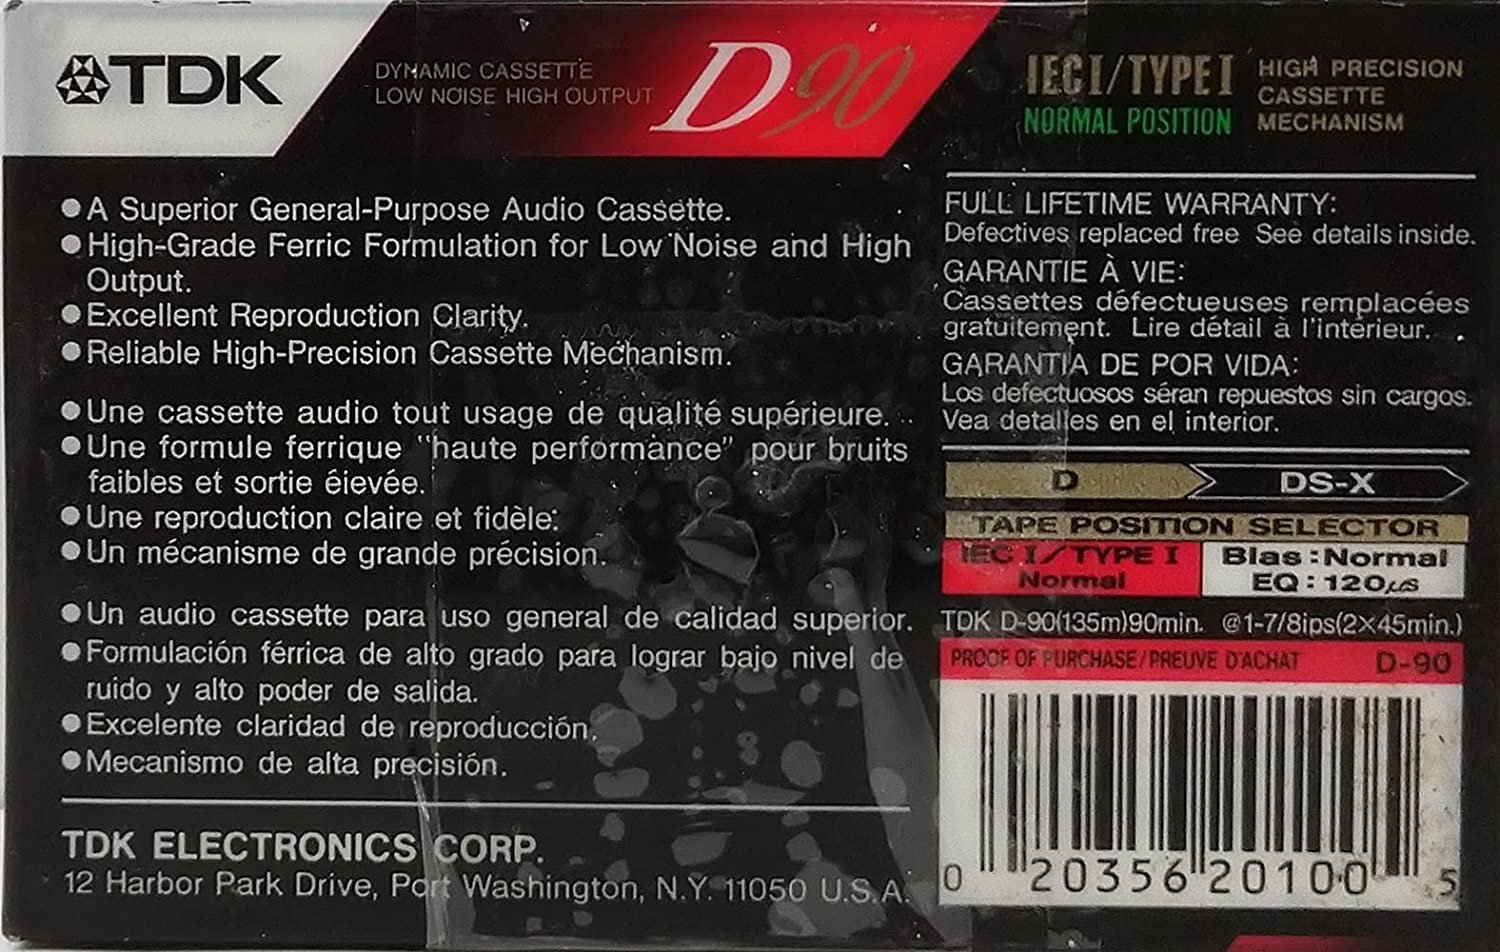 TDK
DYNAMIC CASSETTE
LOW NOISE HIGH OUTPUT
D90
IEC I/TYPE I
NORMAL POSITION
HIGH PRECISION
CASSETTE
MECHANISM
● A Superior General-Purpose Audio Cassette.
● High-Grade Ferric Formulation for Low Noise and High
Output.
● Excellent Reproduction Clarity.
● Reliable High-Precision Cassette Mechanism.
● Une cassette audio tout usage de qualité supérieure.
● Une formule ferrique "haute performance" pour bruits
faibles et sortie éievée.
● Une reproduction claire et fidèle.
● Un mécanisme de grande précision.
● Un audio cassette para uso general de calidad superior.
● Formulación férrica de alto grado para lograr bajo nivel de
ruido y alto poder de salida.
● Excelente claridad de reproducción.
● Mecanismo de alta precisión.
TDK ELECTRONICS CORP.
12 Harbor Park Drive, Port Washington, N.Y. 11050 U.S.A.
FULL LIFETIME WARRANTY:
Defectives replaced free See details inside.
GARANTIE À VIE:
Cassettes défectueuses remplacées
gratuitement. Lire détail à l'intérieur.
GARANTIA DE POR VIDA:
Los defectuosos séran repuestos sin cargos.
Vea detalles en el interior.
D DS-X
TAPE POSITION SELECTOR
IEC I/TYPE I
Normal
Bias : Normal
EQ : 120μs
TDK D-90(135m)90min. @1-7/8ips(2×45min.)
PROOF OF PURCHASE/PREUVE D'ACHAT D-90
0 20356 20100 5